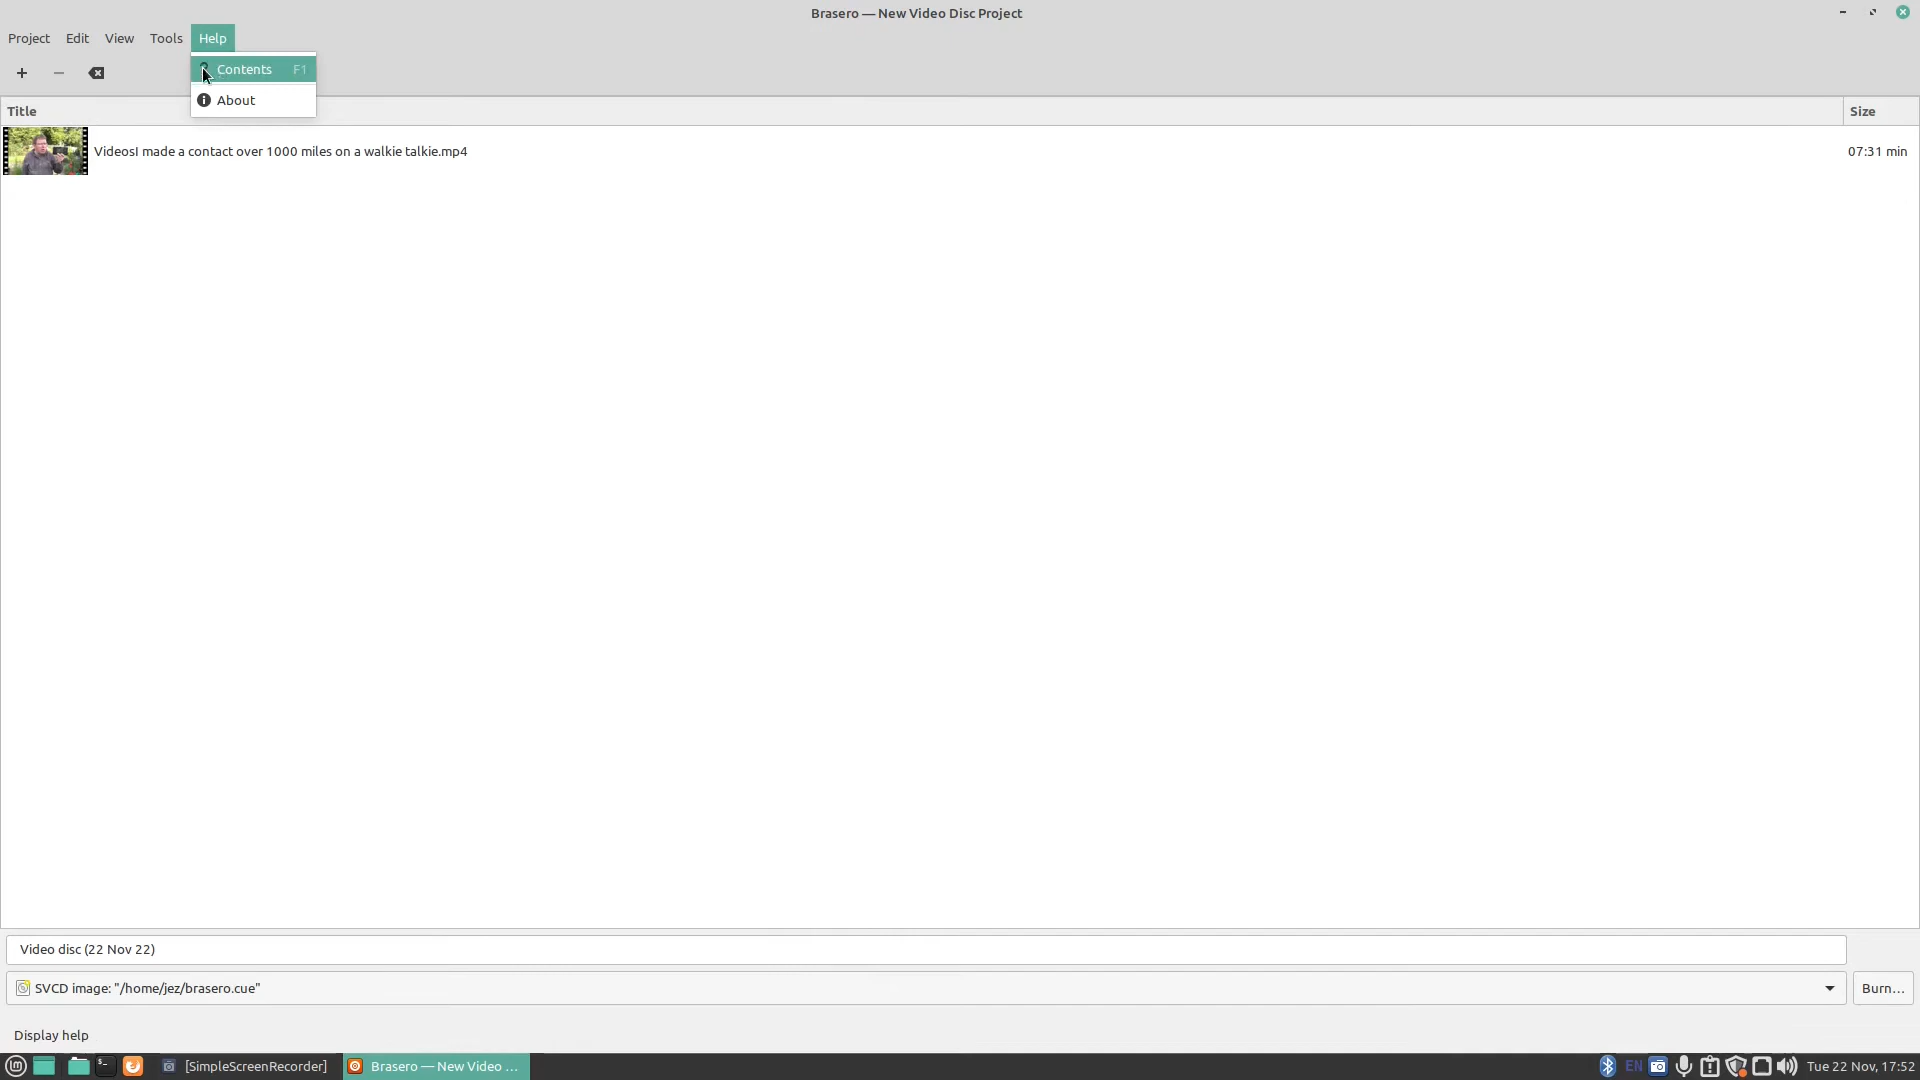 Brasero — New Video Disc Project
Project Edit View Tools Help
Contents F1
About
Title Size
VideosI made a contact over 1000 miles on a walkie talkie.mp4 07:31 min
Video disc (22 Nov 22)
SVCD image: "/home/jez/brasero.cue" Burn...
Display help
[SimpleScreenRecorder] Brasero — New Video ... EN Tue 22 Nov, 17:52